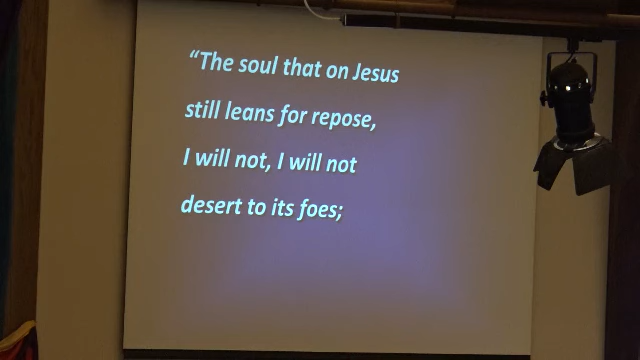 “The soul that on Jesus
still leans for repose,
I will not, I will not
desert to its foes;